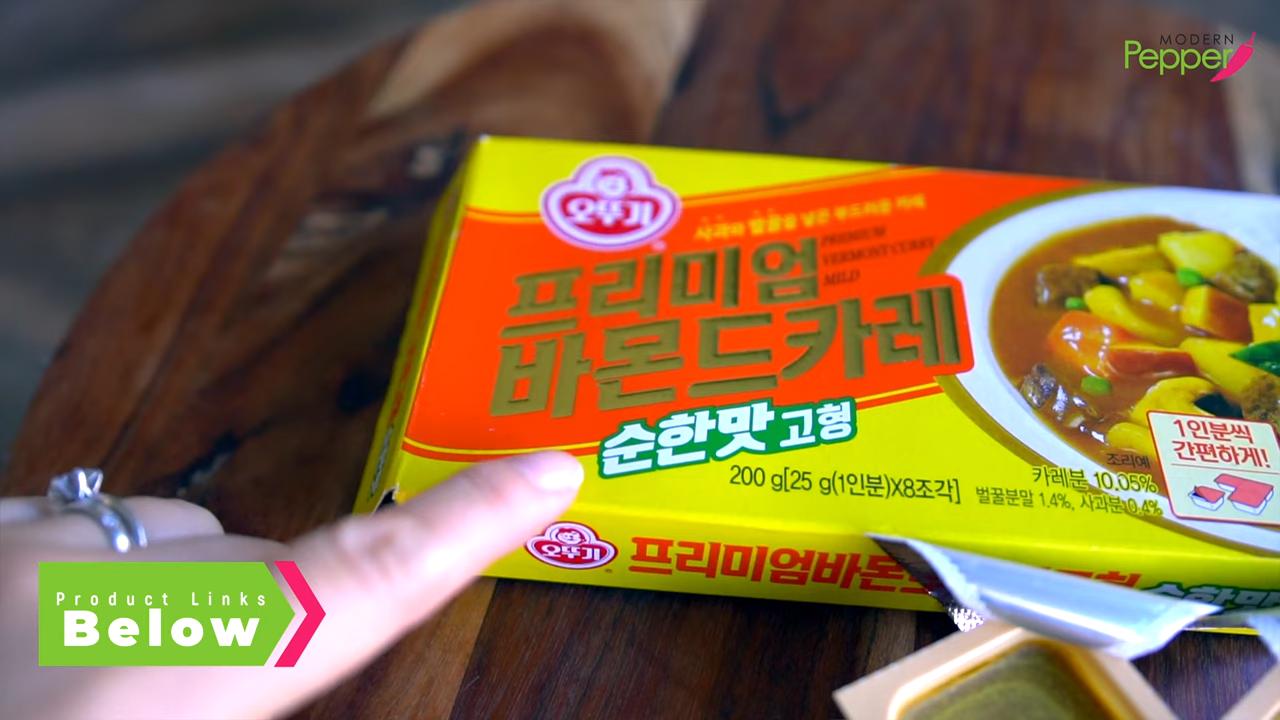 MODERN
Pepper
오뚜기
사과와 벌꿀을 넣은 부드러운 카레
프리미엄
PREMIUM
VERMONT CURRY
MILD
바몬드카레
순한맛 고형
200 g[25 g(1인분)X8조각]
조리예
카레분 10.05%
벌꿀분말 1.4%, 사과분 0.4%
1인분씩
간편하게!
오뚜기
프리미엄바몬드
순한맛
Product Links
Below